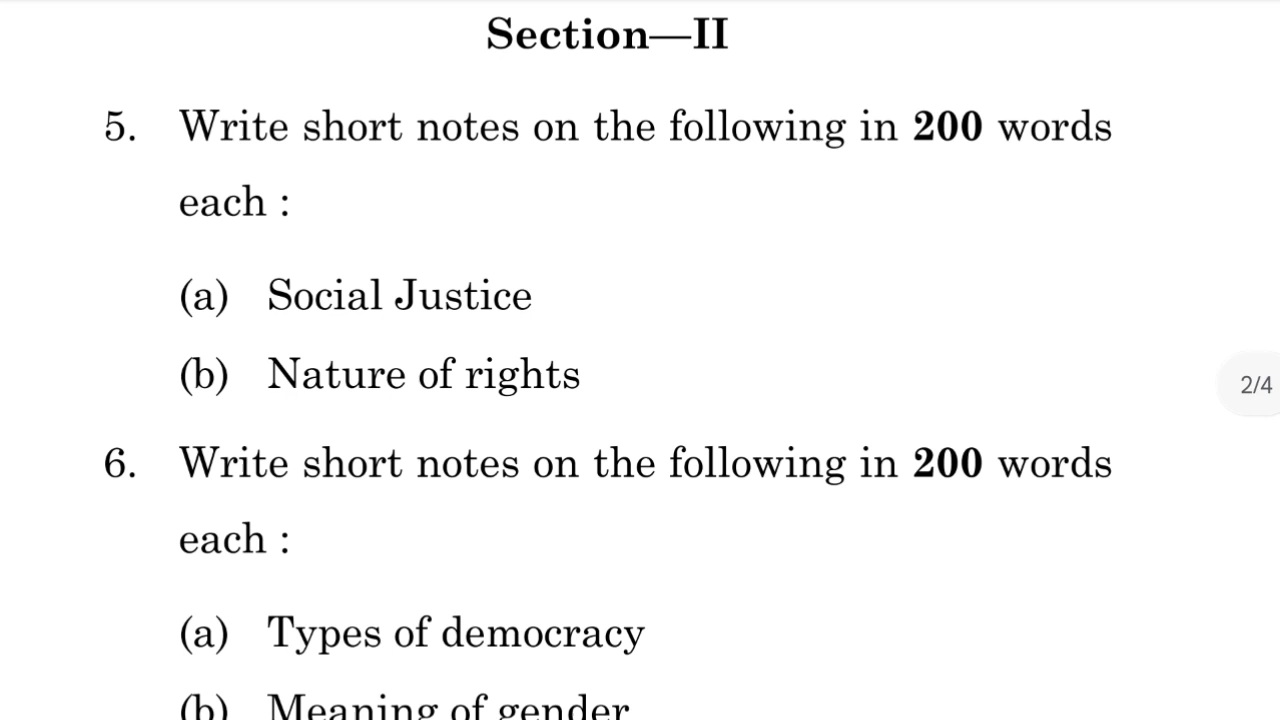 Section—II
5. Write short notes on the following in 200 words
each :
(a) Social Justice
(b) Nature of rights
2/4
6. Write short notes on the following in 200 words
each :
(a) Types of democracy
(b) Meaning of gender